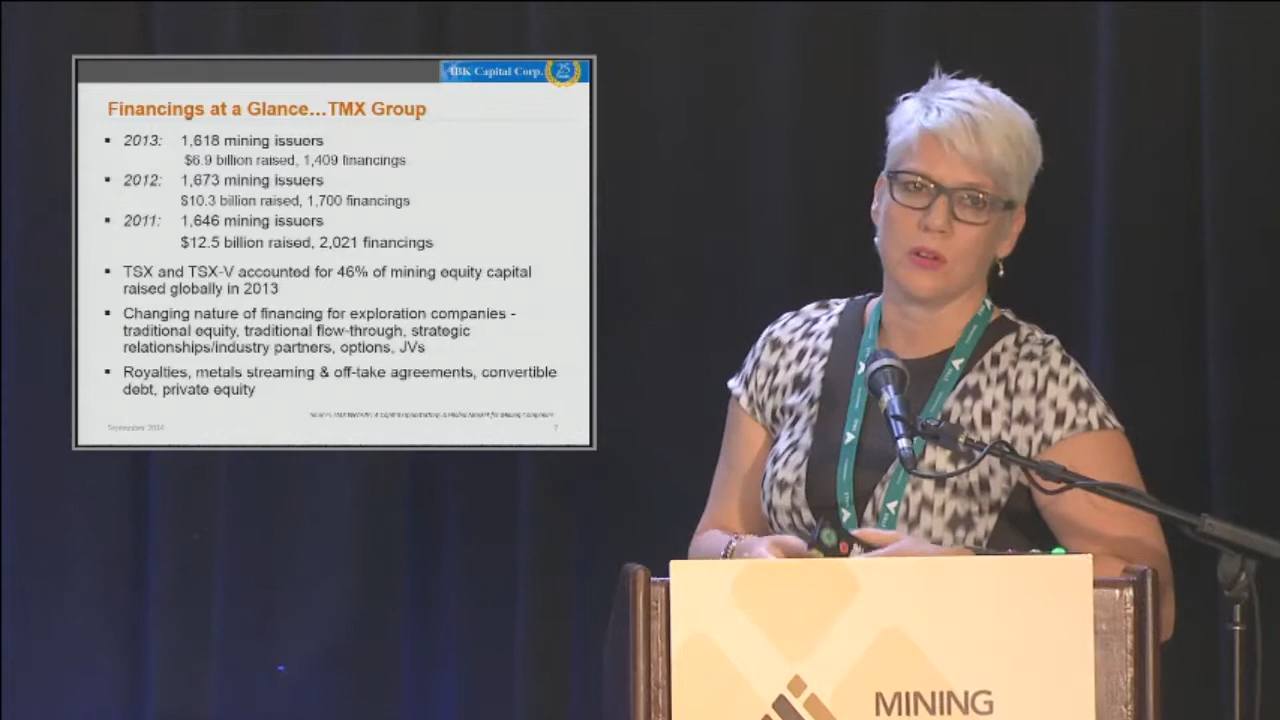 IBK Capital Corp. 25
Financings at a Glance…TMX Group
▪ 2013: 1,618 mining issuers
$6.9 billion raised, 1,409 financings
▪ 2012: 1,673 mining issuers
$10.3 billion raised, 1,700 financings
▪ 2011: 1,646 mining issuers
$12.5 billion raised, 2,021 financings
▪ TSX and TSX-V accounted for 46% of mining equity capital
raised globally in 2013
▪ Changing nature of financing for exploration companies -
traditional equity, traditional flow-through, strategic
relationships/industry partners, options, JVs
▪ Royalties, metals streaming & off-take agreements, convertible
debt, private equity
September 2014
7
VALE
MINING